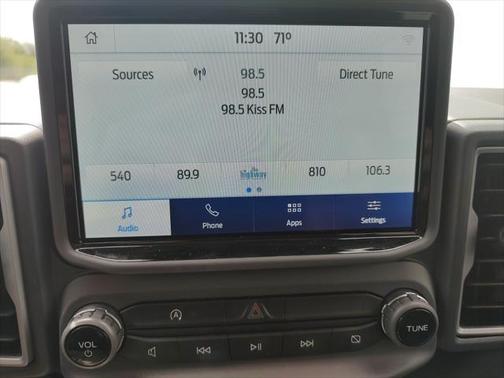 11:30 71°
Sources 98.5 Direct Tune
98.5
98.5 Kiss FM
540 89.9 the highway 810 106.3
Audio Phone Apps Settings
A
VOL TUNE